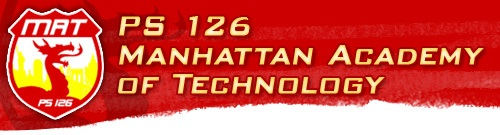 MAT
PS 126
PS 126
Manhattan Academy
of Technology